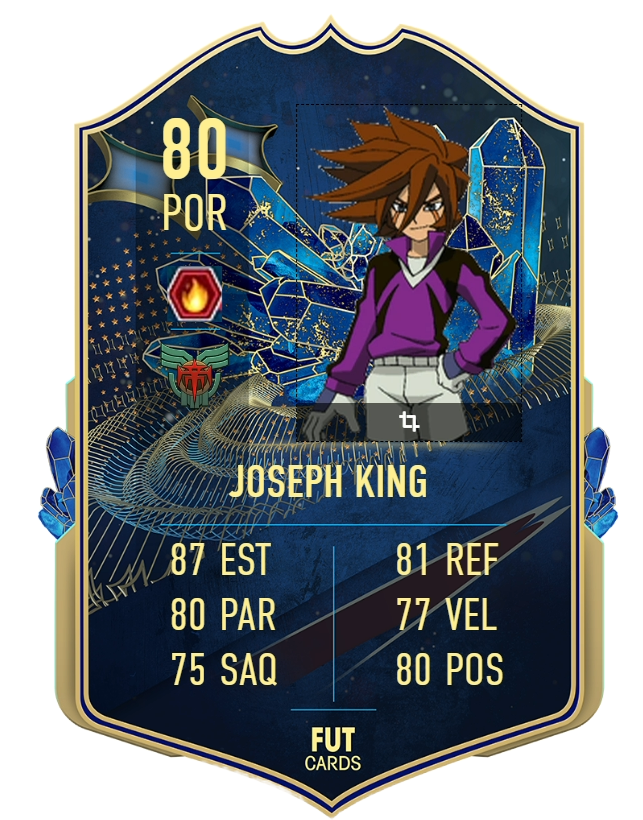 80
POR
JOSEPH KING
87 EST
81 REF
80 PAR
77 VEL
75 SAQ
80 POS
FUT
CARDS